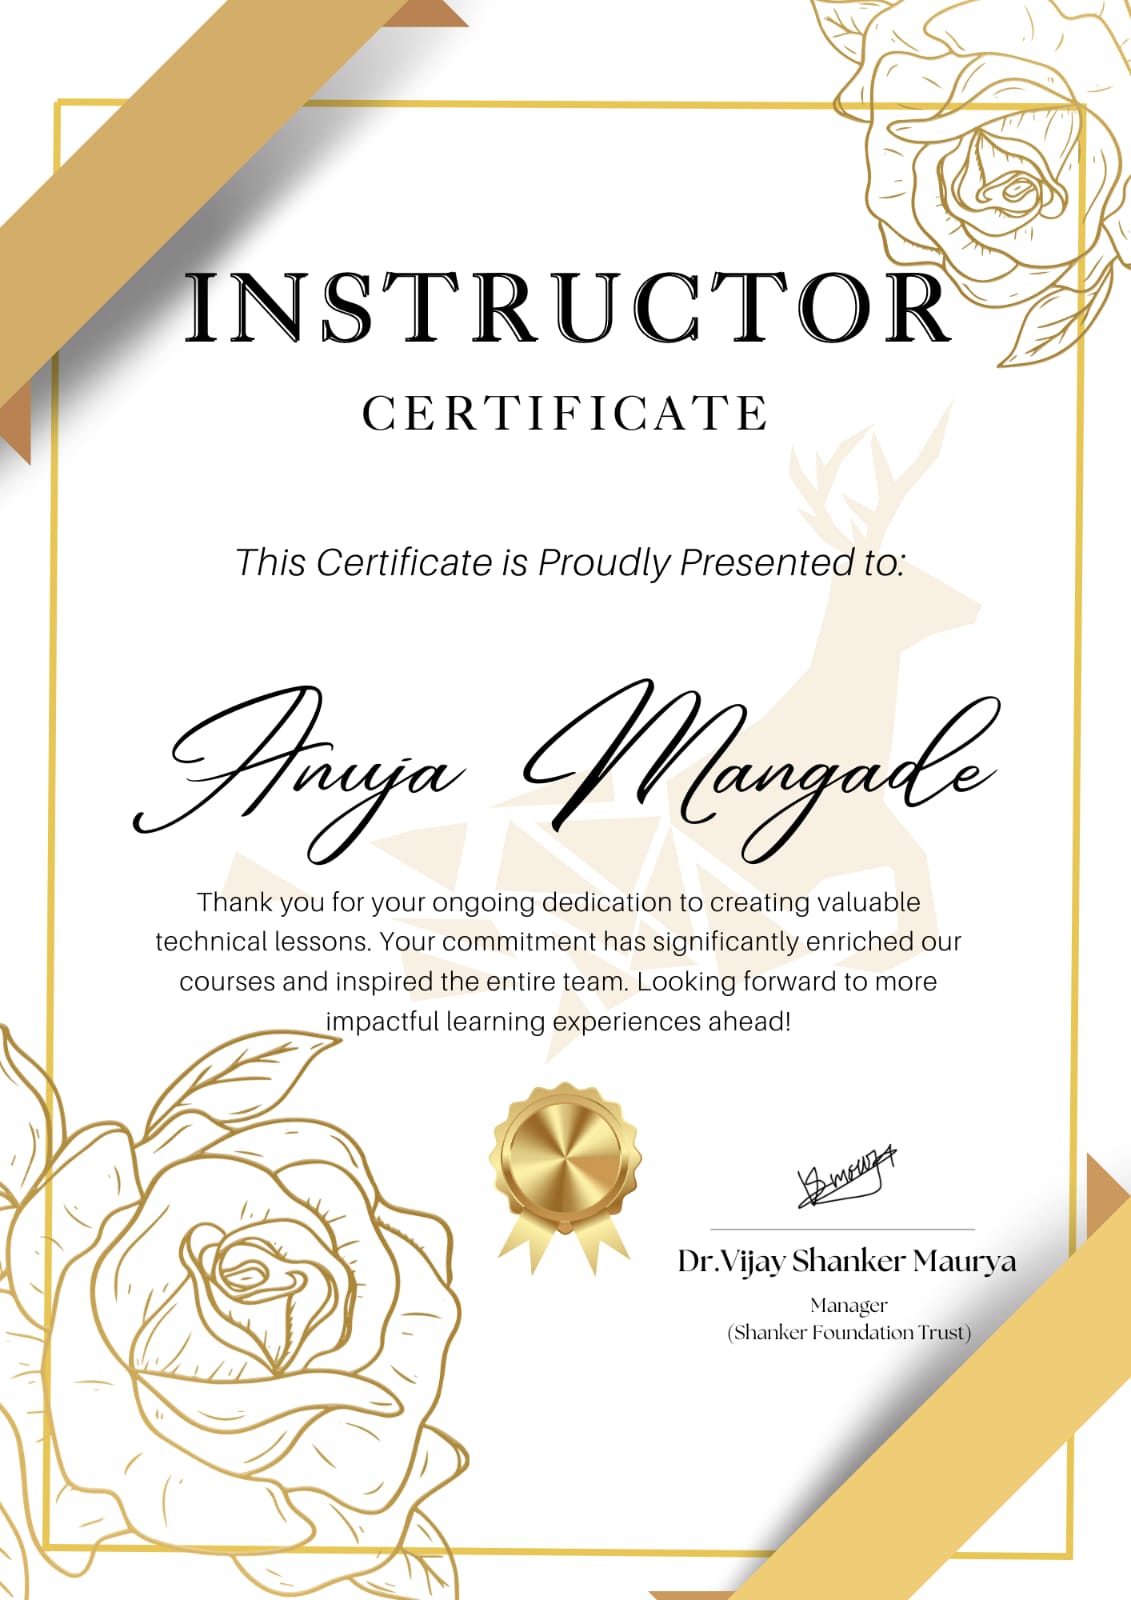 INSTRUCTOR
CERTIFICATE
This Certificate is Proudly Presented to:
Anuja Mangade
Thank you for your ongoing dedication to creating valuable
technical lessons. Your commitment has significantly enriched our
courses and inspired the entire team. Looking forward to more
impactful learning experiences ahead!
Dr.Vijay Shanker Maurya
Manager
(Shanker Foundation Trust)